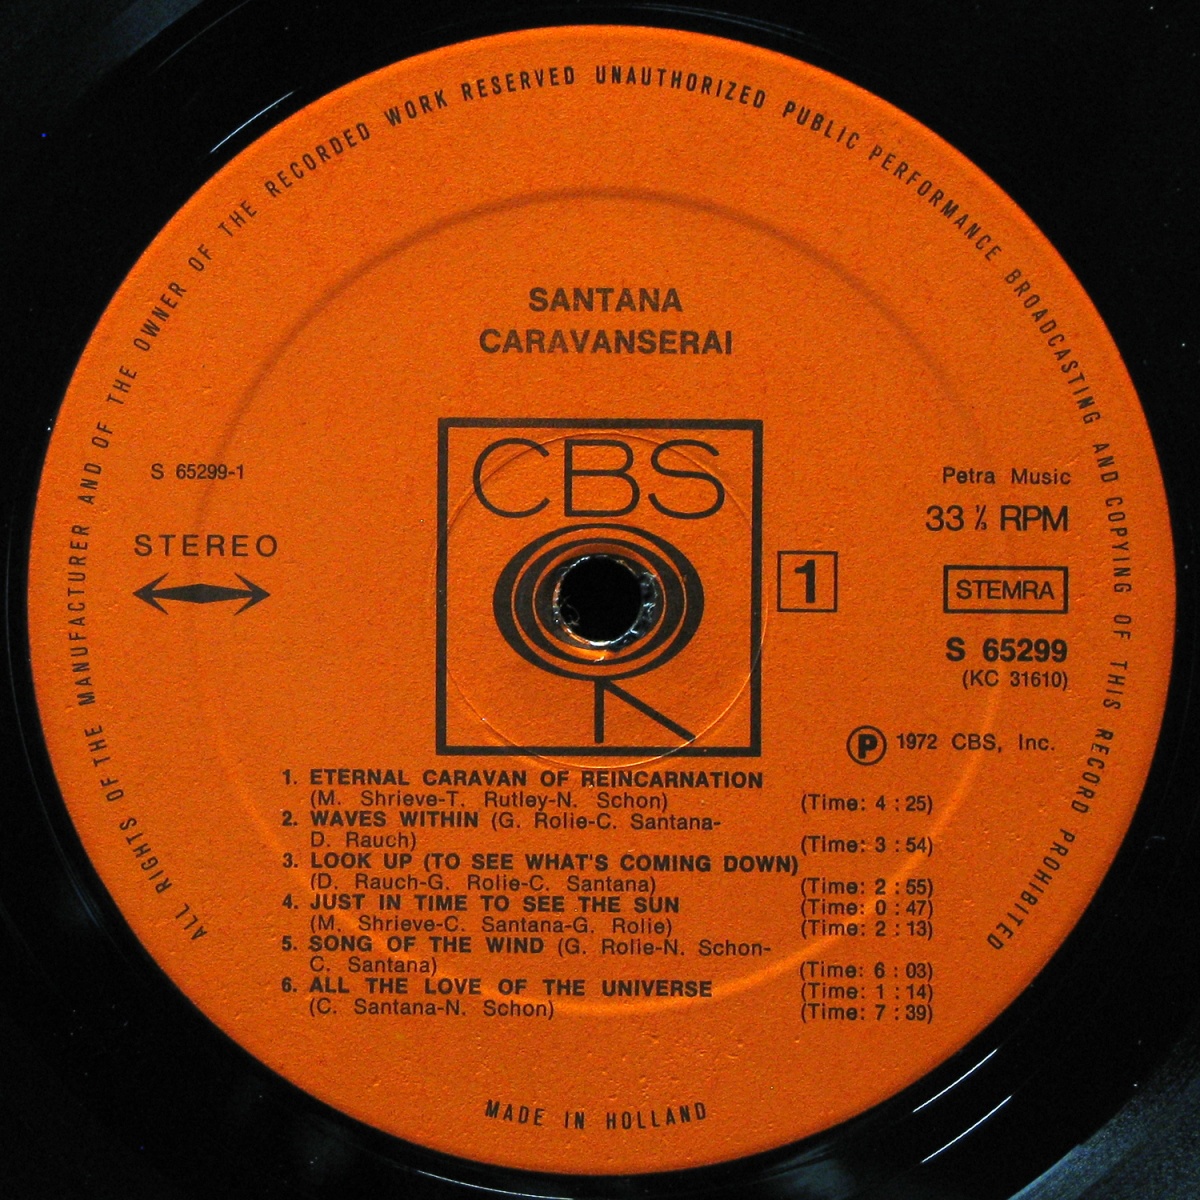 ALL RIGHTS OF THE MANUFACTURER AND OF THE OWNER OF THE RECORDED WORK RESERVED UNAUTHORIZED PUBLIC PERFORMANCE BROADCASTING AND COPYING OF THIS RECORD PROHIBITED
SANTANA
CARAVANSERAI
CBS
S 65299-1
STEREO
1
Petra Music
33 ⅓ RPM
STEMRA
S 65299
(KC 31610)
Ⓟ 1972 CBS, Inc.
1. ETERNAL CARAVAN OF REINCARNATION
(M. Shrieve-T. Rutley-N. Schon) (Time: 4 : 25)
2. WAVES WITHIN (G. Rolie-C. Santana-
D. Rauch) (Time: 3 : 54)
3. LOOK UP (TO SEE WHAT'S COMING DOWN)
(D. Rauch-G. Rolie-C. Santana) (Time: 2 : 55)
4. JUST IN TIME TO SEE THE SUN (Time: 0 : 47)
(M. Shrieve-C. Santana-G. Rolie) (Time: 2 : 13)
5. SONG OF THE WIND (G. Rolie-N. Schon-
C. Santana) (Time: 6 : 03)
6. ALL THE LOVE OF THE UNIVERSE (Time: 1 : 14)
(C. Santana-N. Schon) (Time: 7 : 39)
MADE IN HOLLAND